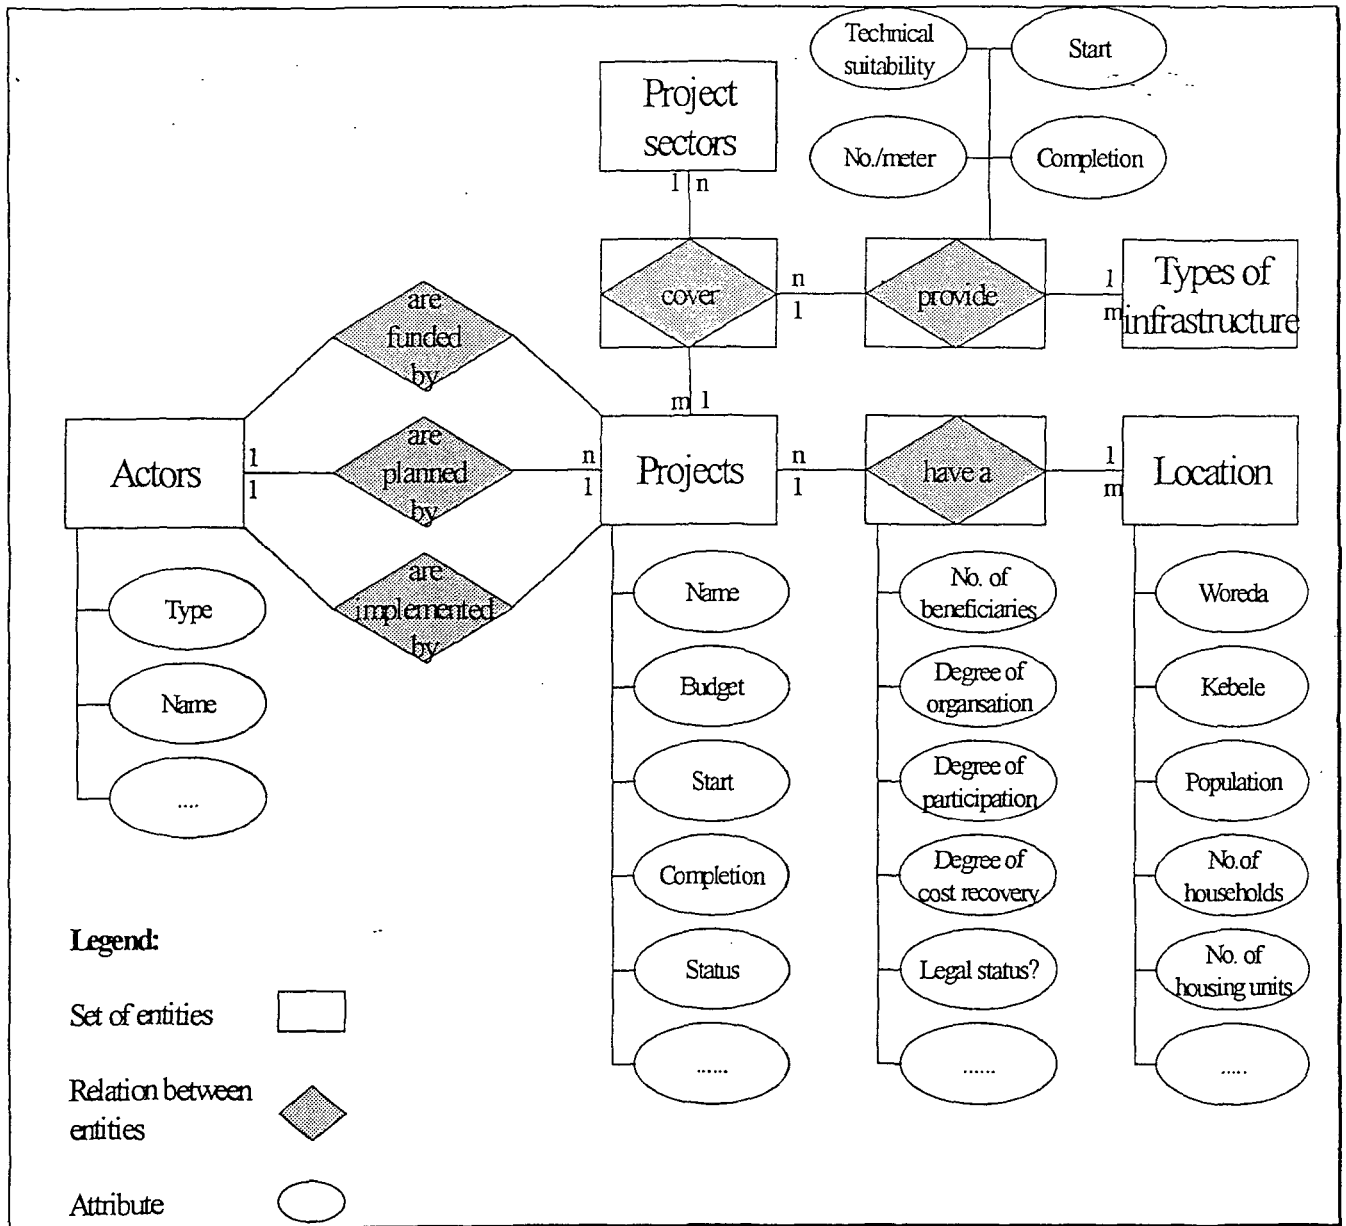 Technical
suitability
Start
Project
sectors
No./meter
Completion
1 n
cover
n
1
provide
1
m
Types of
infrastructure
are
funded
by
m 1
Actors
1
1
are
planned
by
n
1
Projects
n
1
have a
1
m
Location
are
implemented
by
Type
Name
....
Name
Budget
Start
Completion
Status
......
No. of
beneficiaries
Degree of
organsation
Degree of
participation
Degree of
cost recovery
Legal status?
......
Woreda
Kebele
Population
No.of
households
No. of
housing units
.....
Legend:
Set of entities
Relation between
entities
Attribute